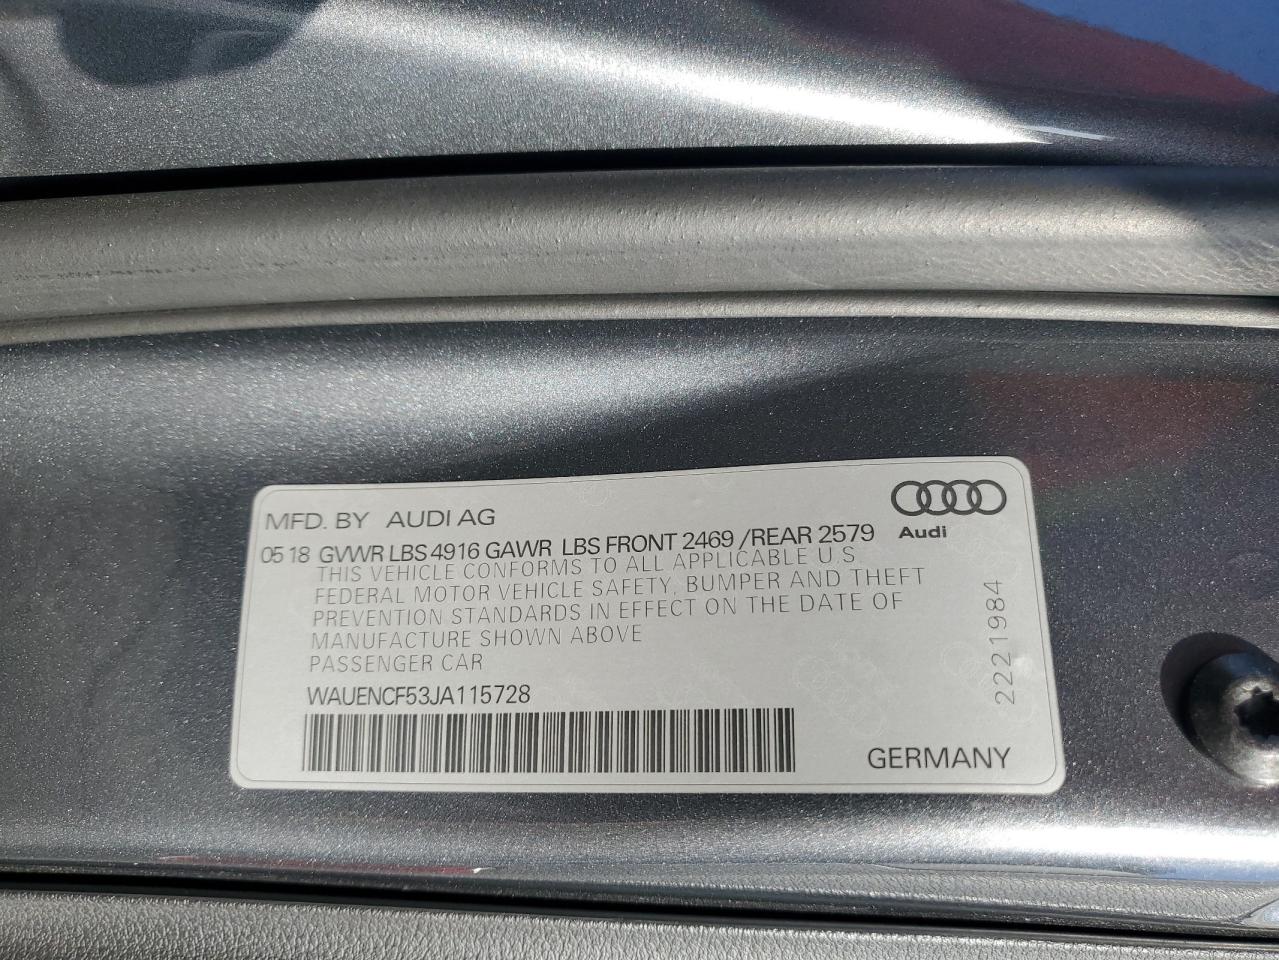 MFD. BY AUDI AG
Audi
0518 GVWR LBS 4916 GAWR LBS FRONT 2469 /REAR 2579
THIS VEHICLE CONFORMS TO ALL APPLICABLE U.S.
FEDERAL MOTOR VEHICLE SAFETY, BUMPER AND THEFT
PREVENTION STANDARDS IN EFFECT ON THE DATE OF
MANUFACTURE SHOWN ABOVE
PASSENGER CAR
WAUENCF53JA115728
2221984
GERMANY